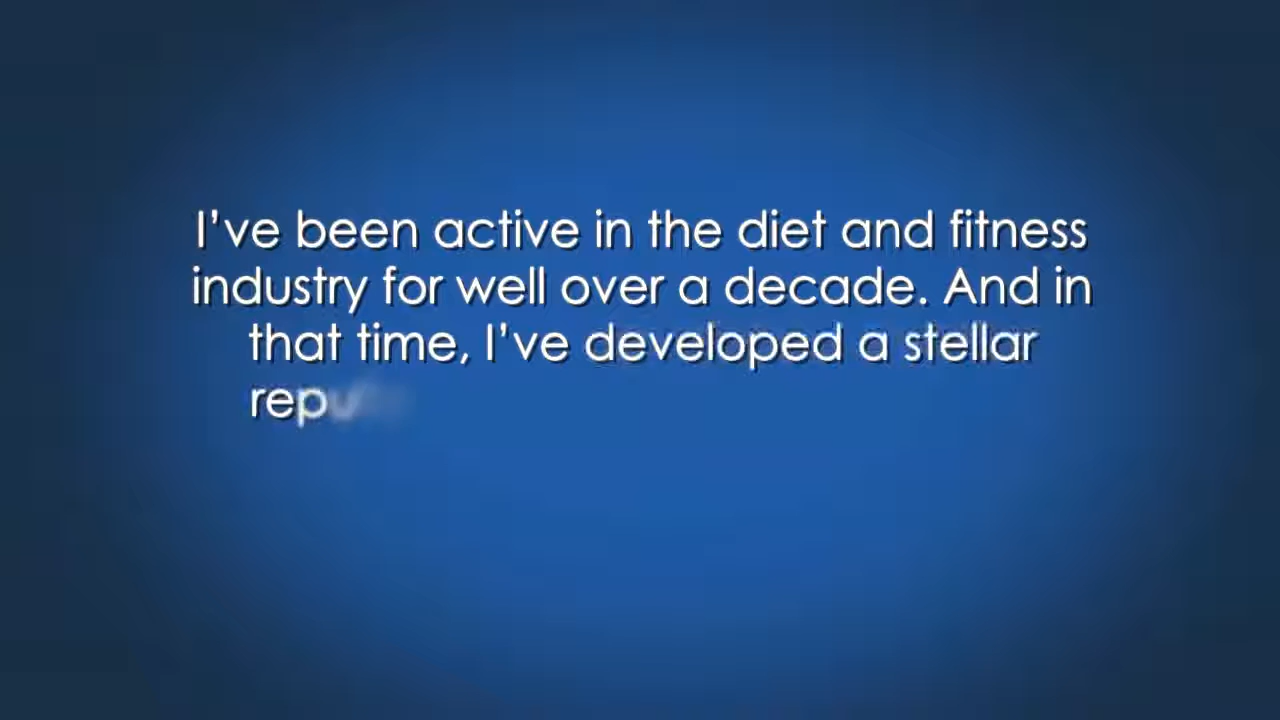 I’ve been active in the diet and fitness
industry for well over a decade. And in
that time, I’ve developed a stellar